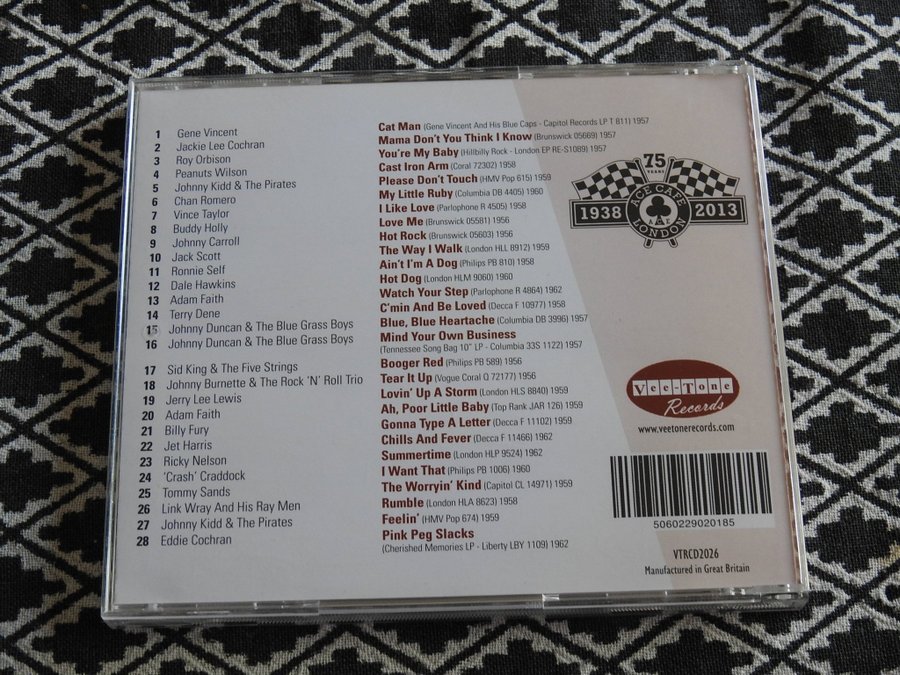 1 Gene Vincent Cat Man (Gene Vincent And His Blue Caps - Capitol Records LP T 811) 1957
2 Jackie Lee Cochran Mama Don't You Think I Know (Brunswick 05669) 1957
3 Roy Orbison You're My Baby (Hillbilly Rock - London EP RE-S1089) 1957
4 Peanuts Wilson Cast Iron Arm (Coral 72302) 1958
5 Johnny Kidd & The Pirates Please Don't Touch (HMV Pop 615) 1959
6 Chan Romero My Little Ruby (Columbia DB 4405) 1960
7 Vince Taylor I Like Love (Parlophone R 4505) 1958
8 Buddy Holly Love Me (Brunswick 05581) 1956
9 Johnny Carroll Hot Rock (Brunswick 05603) 1956
10 Jack Scott The Way I Walk (London HLL 8912) 1959
11 Ronnie Self Ain't I'm A Dog (Philips PB 810) 1958
12 Dale Hawkins Hot Dog (London HLM 9060) 1960
13 Adam Faith Watch Your Step (Parlophone R 4864) 1962
14 Terry Dene C'min And Be Loved (Decca F 10977) 1958
15 Johnny Duncan & The Blue Grass Boys Blue, Blue Heartache (Columbia DB 3996) 1957
16 Johnny Duncan & The Blue Grass Boys Mind Your Own Business
(Tennessee Song Bag 10" LP - Columbia 33S 1122) 1957
17 Sid King & The Five Strings Booger Red (Philips PB 589) 1956
18 Johnny Burnette & The Rock 'N' Roll Trio Tear It Up (Vogue Coral Q 72177) 1956
19 Jerry Lee Lewis Lovin' Up A Storm (London HLS 8840) 1959
20 Adam Faith Ah, Poor Little Baby (Top Rank JAR 126) 1959
21 Billy Fury Gonna Type A Letter (Decca F 11102) 1959
22 Jet Harris Chills And Fever (Decca F 11466) 1962
23 Ricky Nelson Summertime (London HLP 9524) 1962
24 'Crash' Craddock I Want That (Philips PB 1006) 1960
25 Tommy Sands The Worryin' Kind (Capitol CL 14971) 1959
26 Link Wray And His Ray Men Rumble (London HLA 8623) 1958
27 Johnny Kidd & The Pirates Feelin' (HMV Pop 674) 1959
28 Eddie Cochran Pink Peg Slacks
(Cherished Memories LP - Liberty LBY 1109) 1962
75
YEARS
ACE CAFE
1938 2013
LONDON
Vee-Tone
Records
www.veetonerecords.com
5060229020185
VTRCD2026
Manufactured in Great Britain